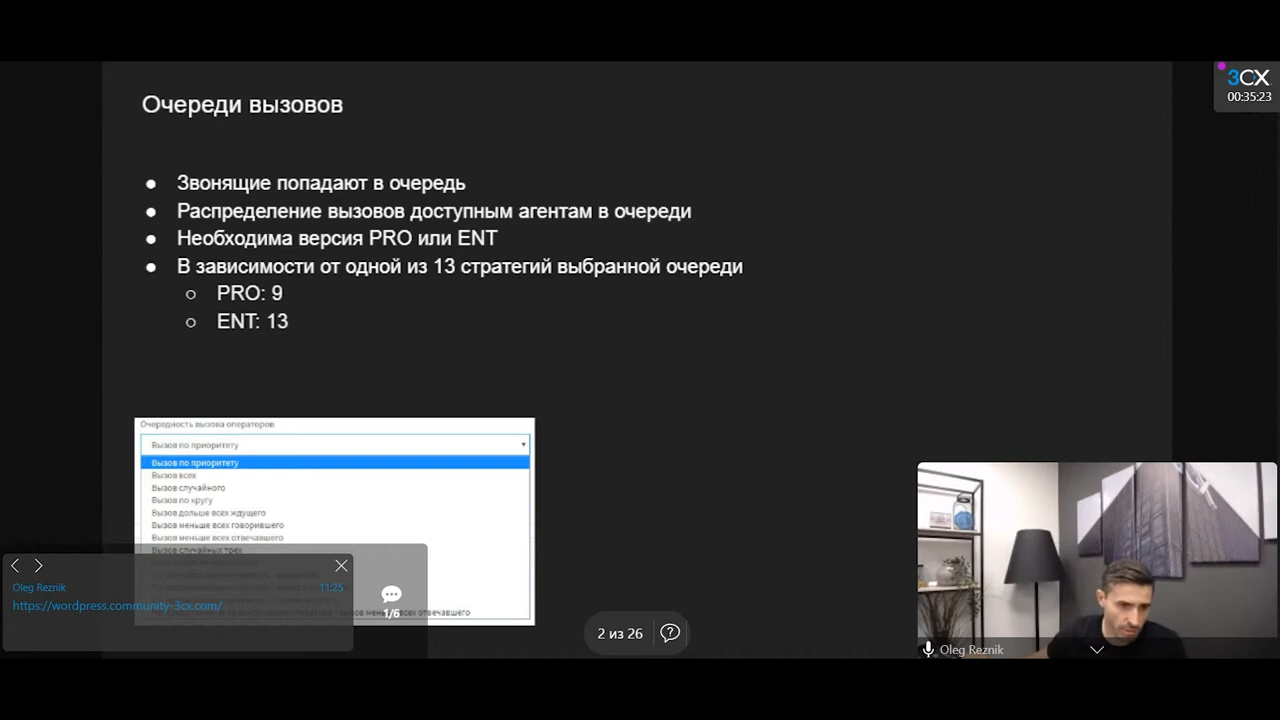 Очереди вызовов
3CX
00:35:23
● Звонящие попадают в очередь
● Распределение вызовов доступным агентам в очереди
● Необходима версия PRO или ENT
● В зависимости от одной из 13 стратегий выбранной очереди
○ PRO: 9
○ ENT: 13
Очередность вызова операторов
Вызов по приоритету
Вызов по приоритету
Вызов всех
Вызов случайного
Вызов по кругу
Вызов дольше всех ждущего
Вызов меньше всех говорившего
Вызов меньше всех отвечавшего
Вызов случайных трех
всех отвечавшего
Oleg Reznik 11:25
https://wordpress.community-3cx.com/
1/6
2 из 26
Oleg Reznik